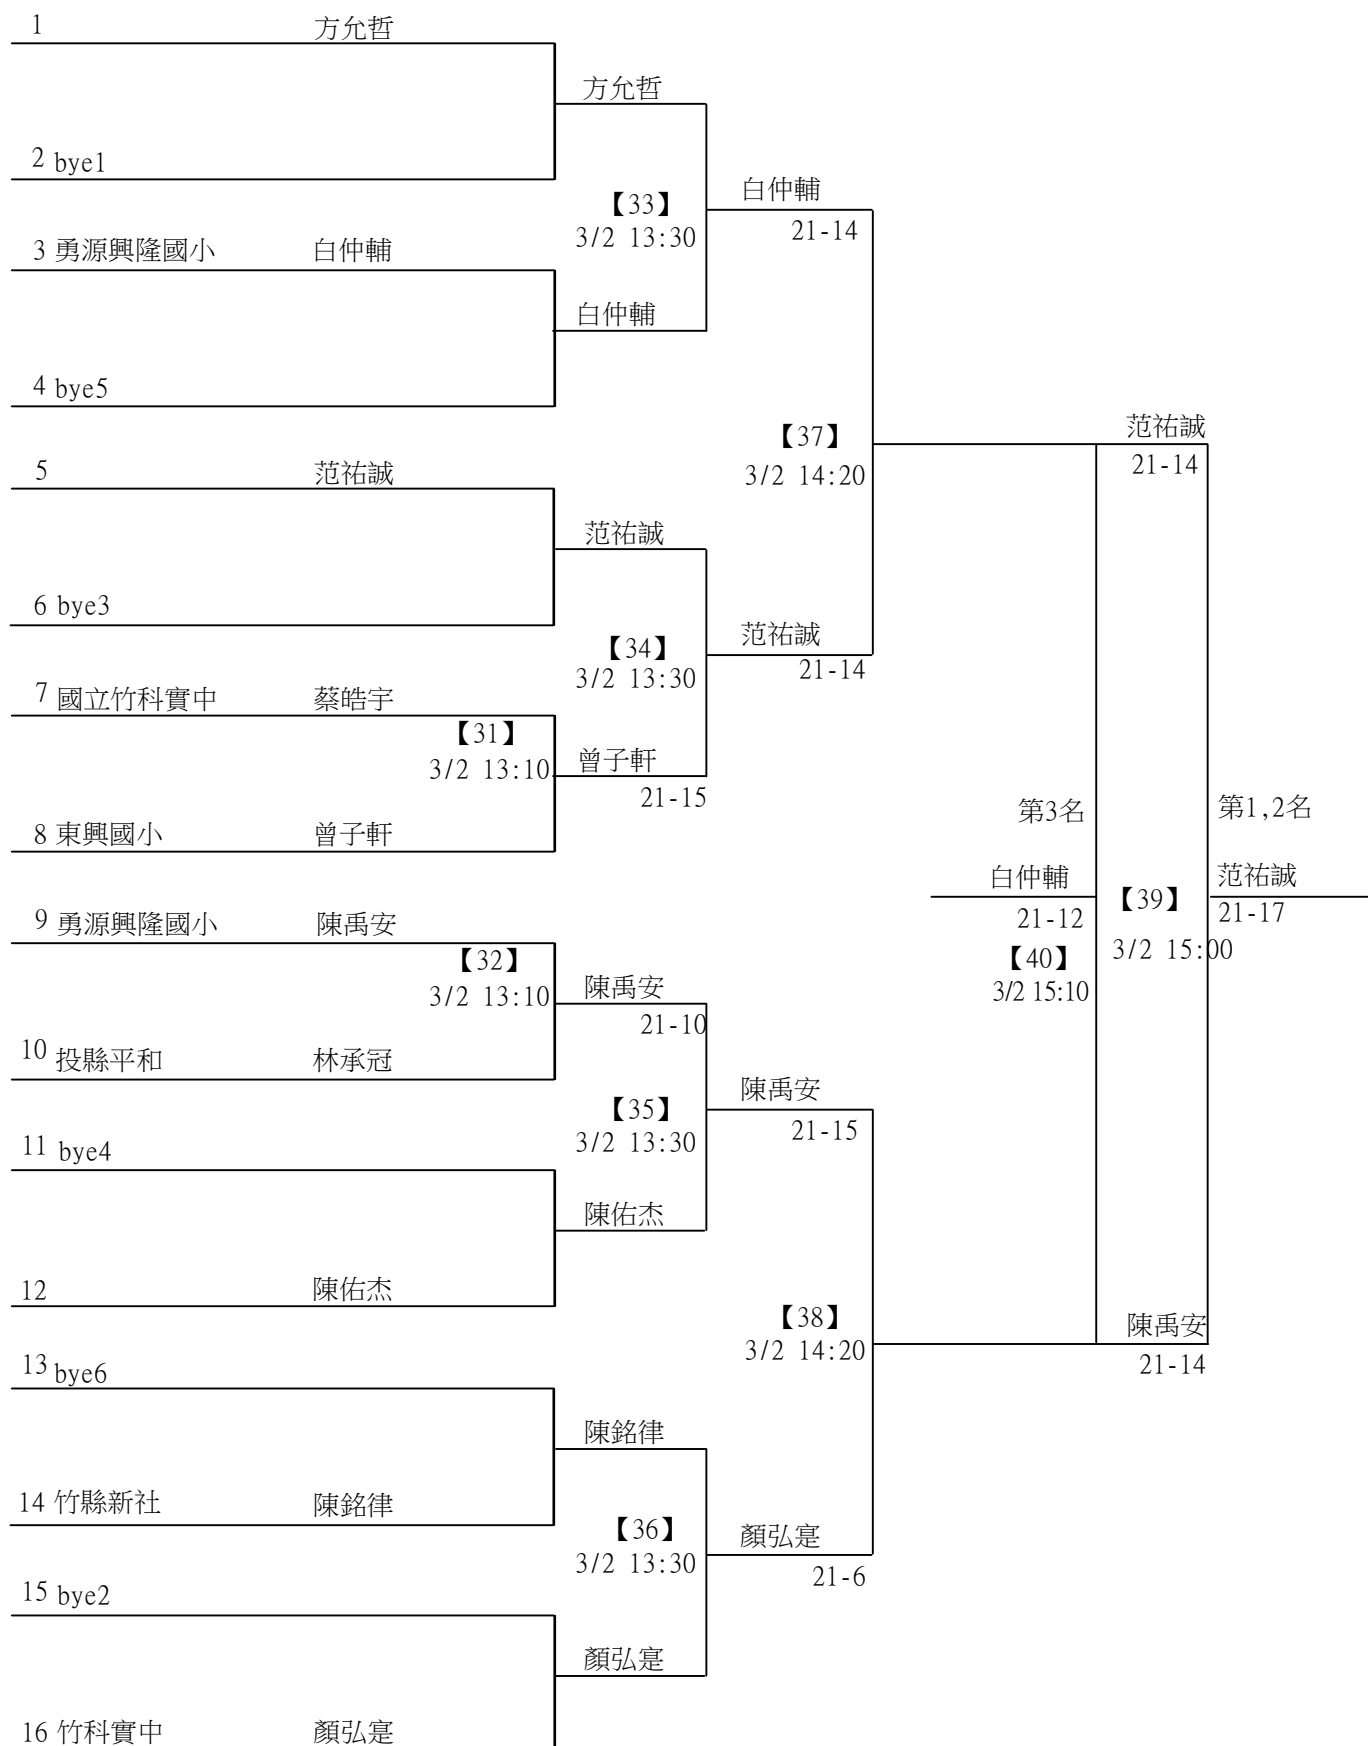 1 方允哲
方允哲
2 bye1
白仲輔
【33】
21-14
3/2 13:30
3 勇源興隆國小 白仲輔
白仲輔
4 bye5
范祐誠
【37】
21-14
5 范祐誠
3/2 14:20
范祐誠
6 bye3
范祐誠
【34】
21-14
3/2 13:30
7 國立竹科實中 蔡皓宇
【31】
曾子軒
3/2 13:10
21-15
第3名
第1,2名
8 東興國小 曾子軒
白仲輔
范祐誠
【39】
21-12
21-17
9 勇源興隆國小 陳禹安
3/2 15:00
【32】
【40】
陳禹安
3/2 13:10
3/2 15:10
21-10
10 投縣平和 林承冠
陳禹安
【35】
21-15
3/2 13:30
11 bye4
陳佑杰
12 陳佑杰
【38】
陳禹安
3/2 14:20
21-14
13 bye6
陳銘律
14 竹縣新社 陳銘律
【36】
顏弘寔
3/2 13:30
21-6
15 bye2
顏弘寔
16 竹科實中 顏弘寔